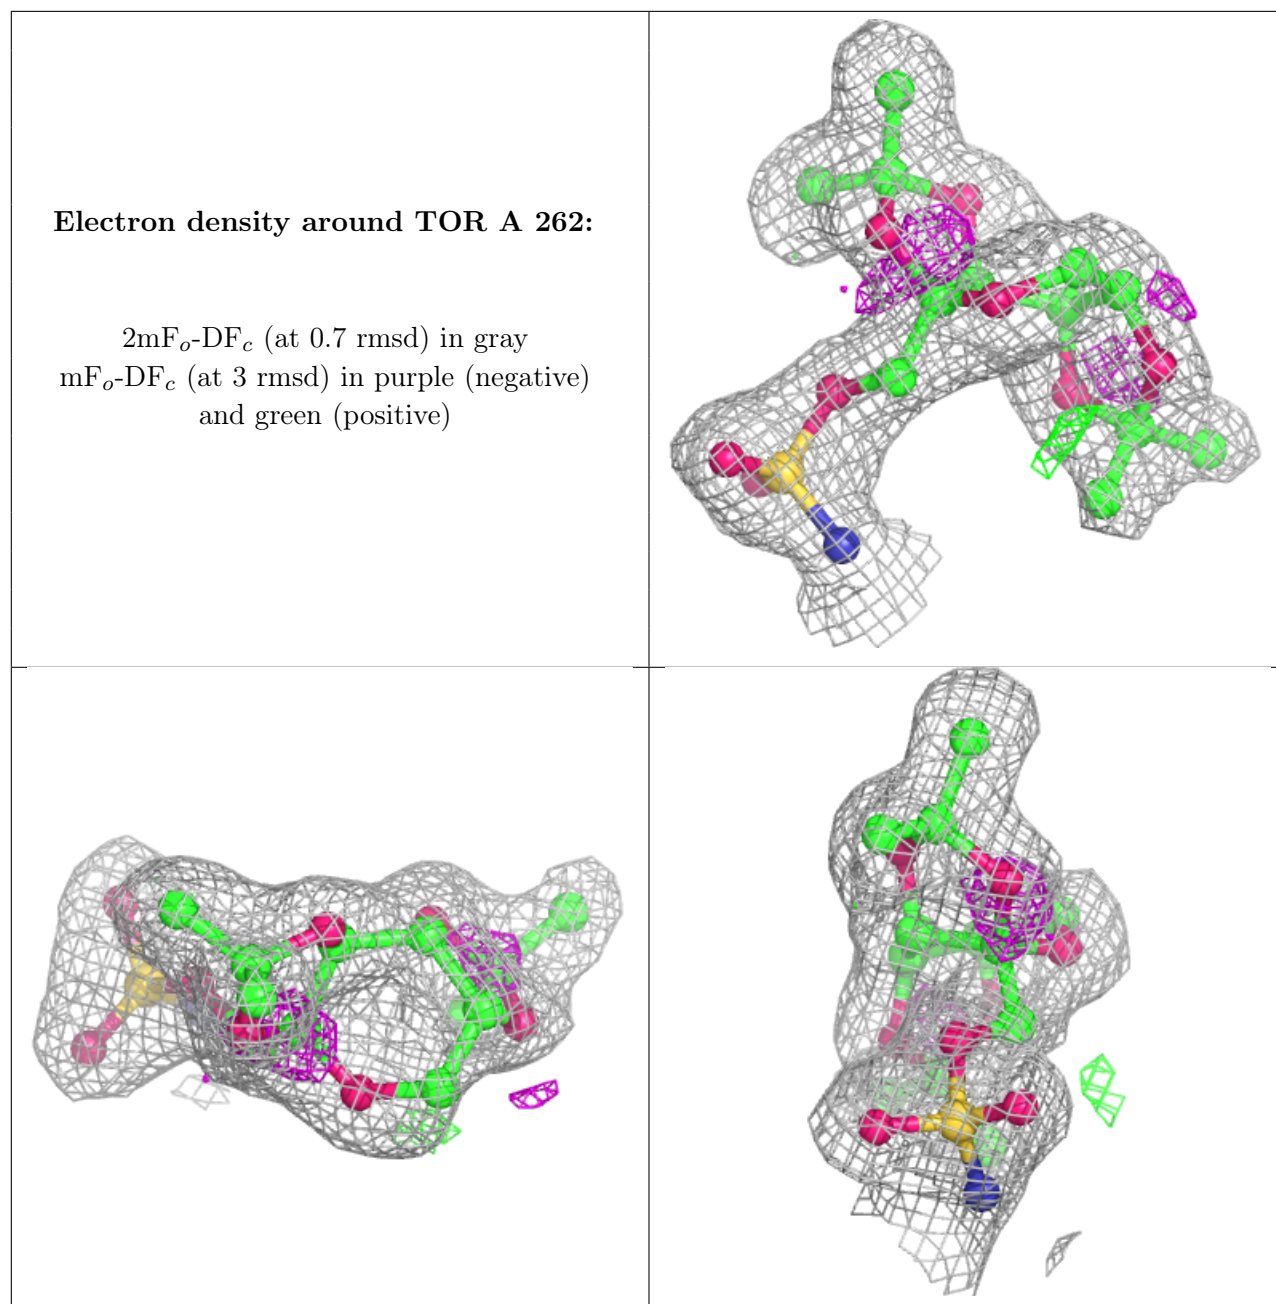 Electron density around TOR A 262:
2mFo-DFc (at 0.7 rmsd) in gray
mFo-DFc (at 3 rmsd) in purple (negative)
and green (positive)